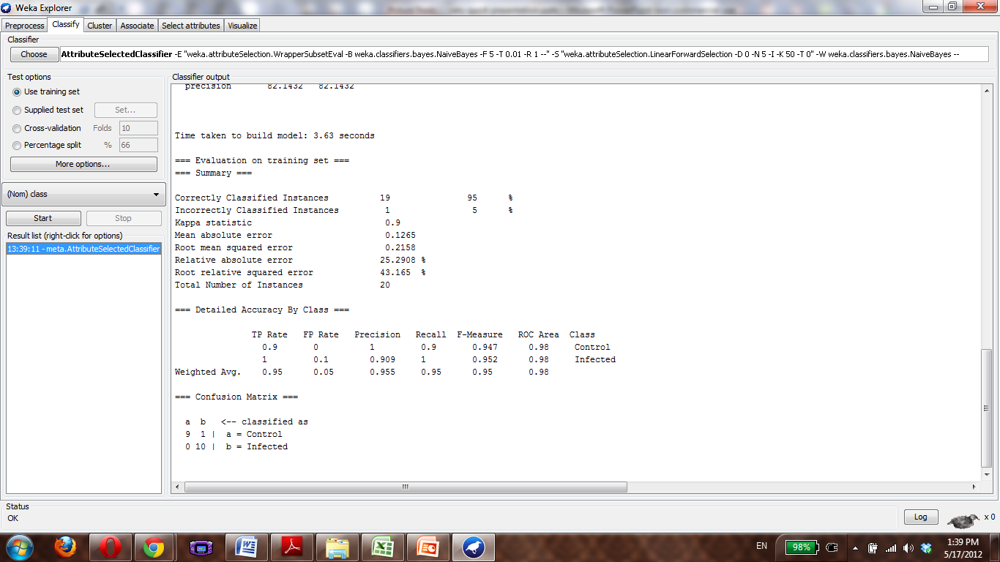 Weka Explorer
Preprocess Classify Cluster Associate Select attributes Visualize
Classifier
Choose AttributeSelectedClassifier -E "weka.attributeSelection.WrapperSubsetEval -B weka.classifiers.bayes.NaiveBayes -F 5 -T 0.01 -R 1 --" -S "weka.attributeSelection.LinearForwardSelection -D 0 -N 5 -I -K 50 -T 0" -W weka.classifiers.bayes.NaiveBayes --
Test options
Use training set
Supplied test set Set...
Cross-validation Folds 10
Percentage split % 66
More options...
(Nom) class
Start Stop
Result list (right-click for options)
13:39:11 - meta.AttributeSelectedClassifier
Classifier output
precision 82.1432 82.1432
Time taken to build model: 3.63 seconds
=== Evaluation on training set ===
=== Summary ===
Correctly Classified Instances 19 95 %
Incorrectly Classified Instances 1 5 %
Kappa statistic 0.9
Mean absolute error 0.1265
Root mean squared error 0.2158
Relative absolute error 25.2908 %
Root relative squared error 43.165 %
Total Number of Instances 20
=== Detailed Accuracy By Class ===
TP Rate FP Rate Precision Recall F-Measure ROC Area Class
0.9 0 1 0.9 0.947 0.98 Control
1 0.1 0.909 1 0.952 0.98 Infected
Weighted Avg. 0.95 0.05 0.955 0.95 0.95 0.98
=== Confusion Matrix ===
a b <-- classified as
9 1 | a = Control
0 10 | b = Infected
Status
OK
Log x 0
EN 98% 1:39 PM
5/17/2012